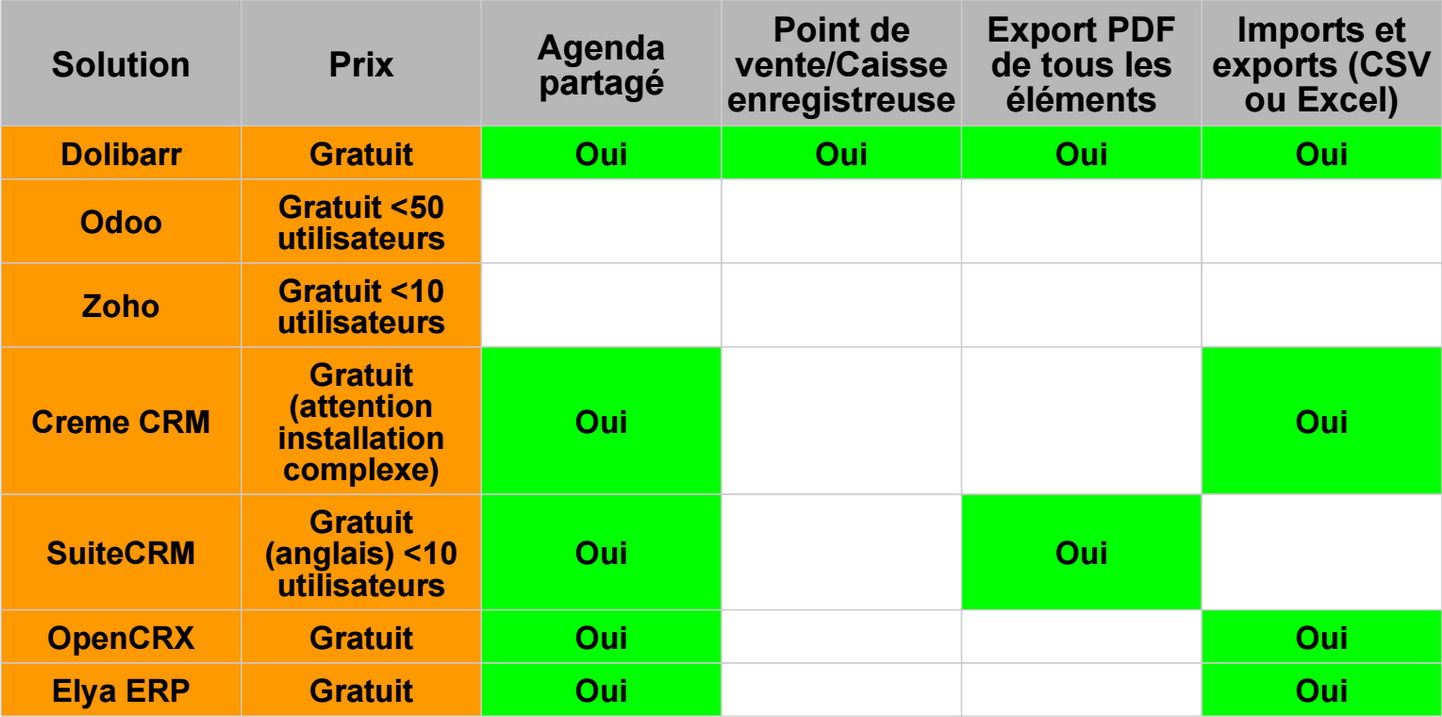 Solution
Prix
Agenda
partagé
Point de
vente/Caisse
enregistreuse
Export PDF
de tous les
éléments
Imports et
exports (CSV
ou Excel)
Dolibarr
Gratuit
Oui
Oui
Oui
Oui
Odoo
Gratuit <50
utilisateurs
Zoho
Gratuit <10
utilisateurs
Creme CRM
Gratuit
(attention
installation
complexe)
Oui
Oui
SuiteCRM
Gratuit
(anglais) <10
utilisateurs
Oui
Oui
OpenCRX
Gratuit
Oui
Oui
Elya ERP
Gratuit
Oui
Oui